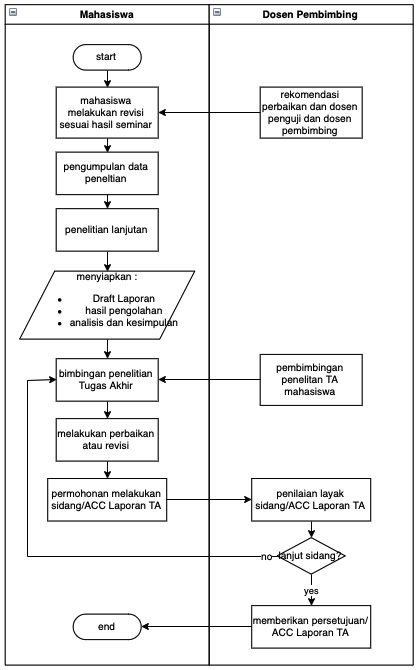 Mahasiswa
Dosen Pembimbing
start
mahasiswa
melakukan revisi
sesuai hasil seminar
rekomendasi
perbaikan dan dosen
penguji dan dosen
pembimbing
pengumpulan data
peneltian
penelitian lanjutan
menyiapkan :
• Draft Laporan
• hasil pengolahan
• analisis dan kesimpulan
bimbingan penelitian
Tugas Akhir
pembimbingan
penelitan TA
mahasiswa
melakukan perbaikan
atau revisi
permohonan melakukan
sidang/ACC Laporan TA
penilaian layak
sidang/ACC Laporan TA
no
lanjut sidang?
yes
end
memberikan persetujuan/
ACC Laporan TA